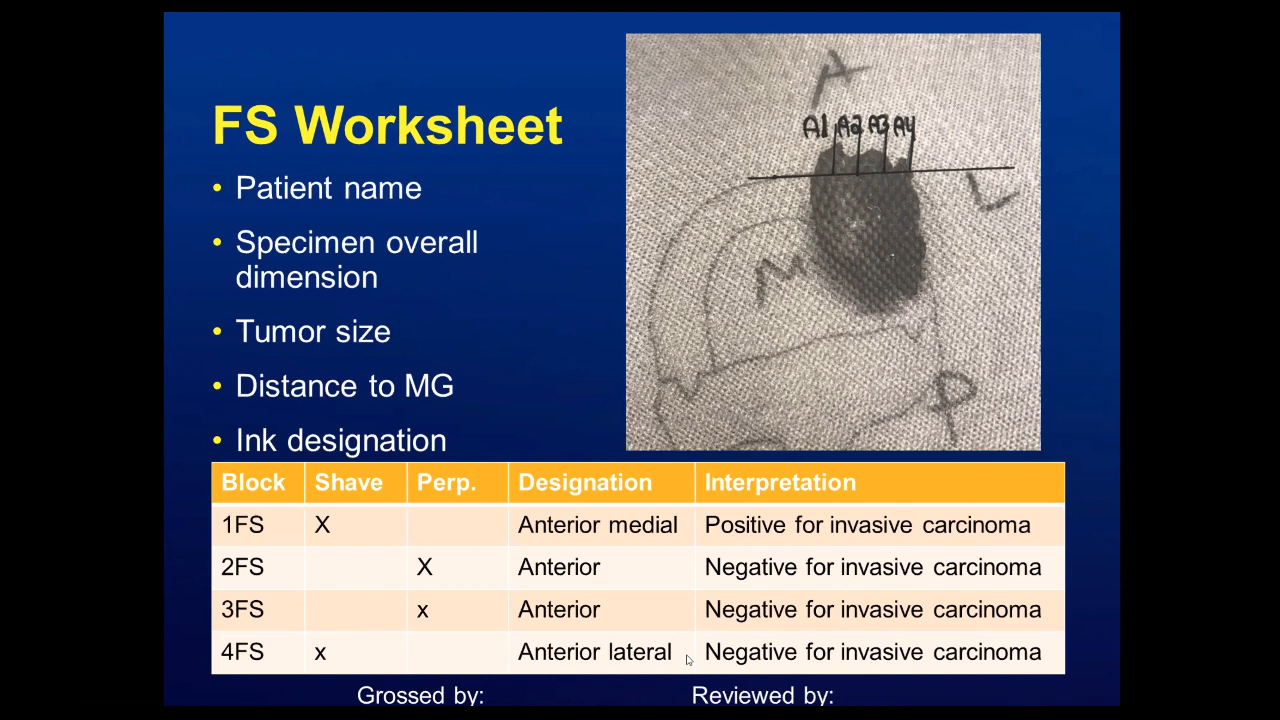 FS Worksheet
• Patient name
• Specimen overall
dimension
• Tumor size
• Distance to MG
• Ink designation
A
A1 A2 A3 A4
L
M
P
Block Shave Perp. Designation Interpretation
1FS X Anterior medial Positive for invasive carcinoma
2FS X Anterior Negative for invasive carcinoma
3FS x Anterior Negative for invasive carcinoma
4FS x Anterior lateral Negative for invasive carcinoma
Grossed by: Reviewed by: